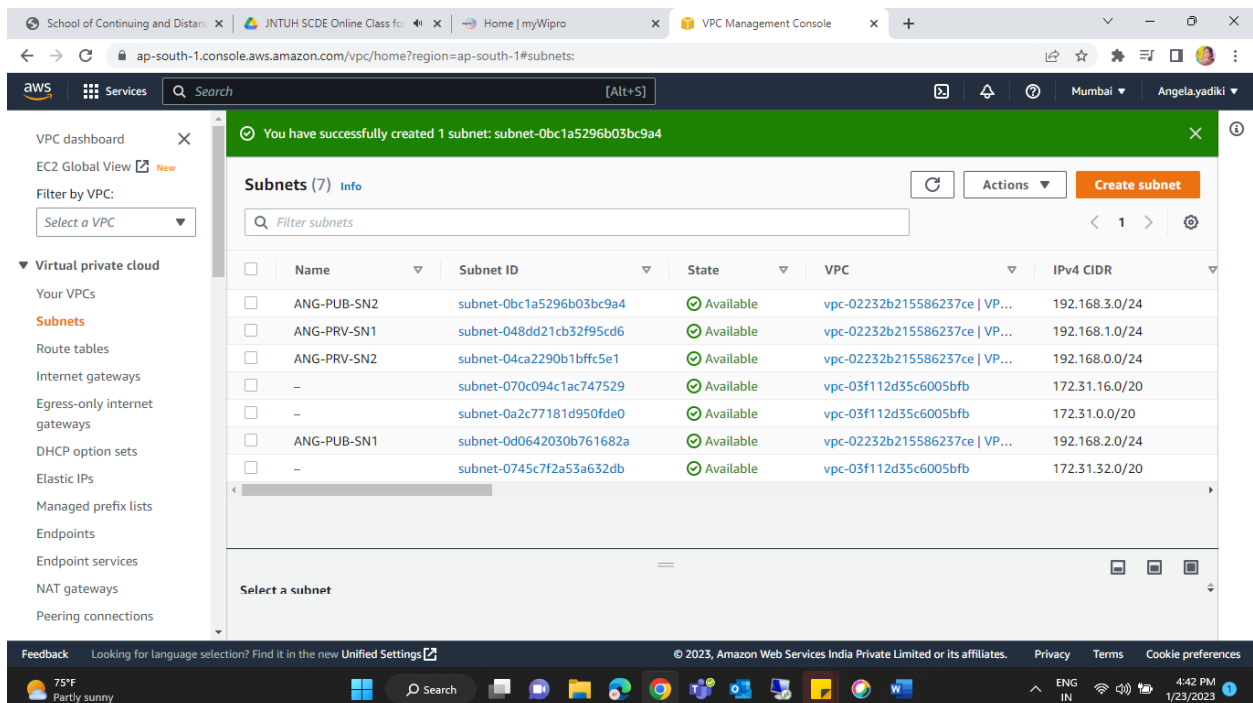 School of Continuing and Distanc
JNTUH SCDE Online Class fo
Home | myWipro
VPC Management Console
ap-south-1.console.aws.amazon.com/vpc/home?region=ap-south-1#subnets:
aws
Services
Search
[Alt+S]
Mumbai
Angela.yadiki
VPC dashboard
EC2 Global View New
Filter by VPC:
Select a VPC
Virtual private cloud
Your VPCs
Subnets
Route tables
Internet gateways
Egress-only internet
gateways
DHCP option sets
Elastic IPs
Managed prefix lists
Endpoints
Endpoint services
NAT gateways
Peering connections
You have successfully created 1 subnet: subnet-0bc1a5296b03bc9a4
Subnets (7) Info
Actions
Create subnet
Filter subnets
1
Name Subnet ID State VPC IPv4 CIDR
ANG-PUB-SN2 subnet-0bc1a5296b03bc9a4 Available vpc-02232b215586237ce | VP... 192.168.3.0/24
ANG-PRV-SN1 subnet-048dd21cb32f95cd6 Available vpc-02232b215586237ce | VP... 192.168.1.0/24
ANG-PRV-SN2 subnet-04ca2290b1bffc5e1 Available vpc-02232b215586237ce | VP... 192.168.0.0/24
– subnet-070c094c1ac747529 Available vpc-03f112d35c6005bfb 172.31.16.0/20
– subnet-0a2c77181d950fde0 Available vpc-03f112d35c6005bfb 172.31.0.0/20
ANG-PUB-SN1 subnet-0d0642030b761682a Available vpc-02232b215586237ce | VP... 192.168.2.0/24
– subnet-0745c7f2a53a632db Available vpc-03f112d35c6005bfb 172.31.32.0/20
Select a subnet
Feedback Looking for language selection? Find it in the new Unified Settings © 2023, Amazon Web Services India Private Limited or its affiliates. Privacy Terms Cookie preferences
75°F
Partly sunny
Search
ENG
IN
4:42 PM
1/23/2023
1